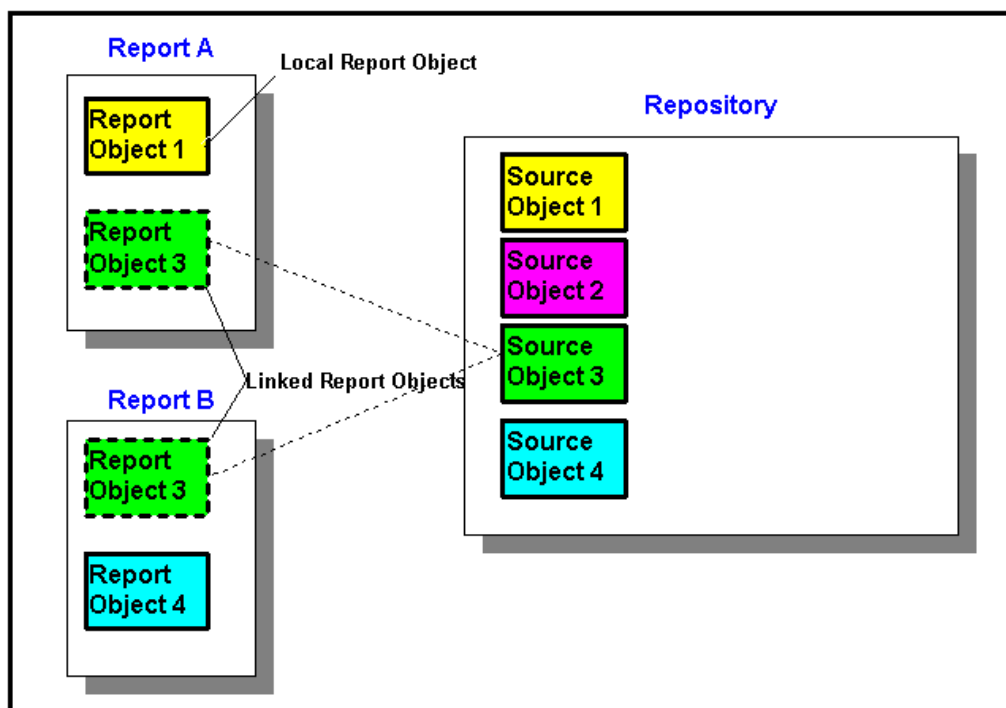 Report A
Local Report Object
Report
Object 1
Report
Object 3
Linked Report Objects
Report B
Report
Object 3
Report
Object 4
Repository
Source
Object 1
Source
Object 2
Source
Object 3
Source
Object 4